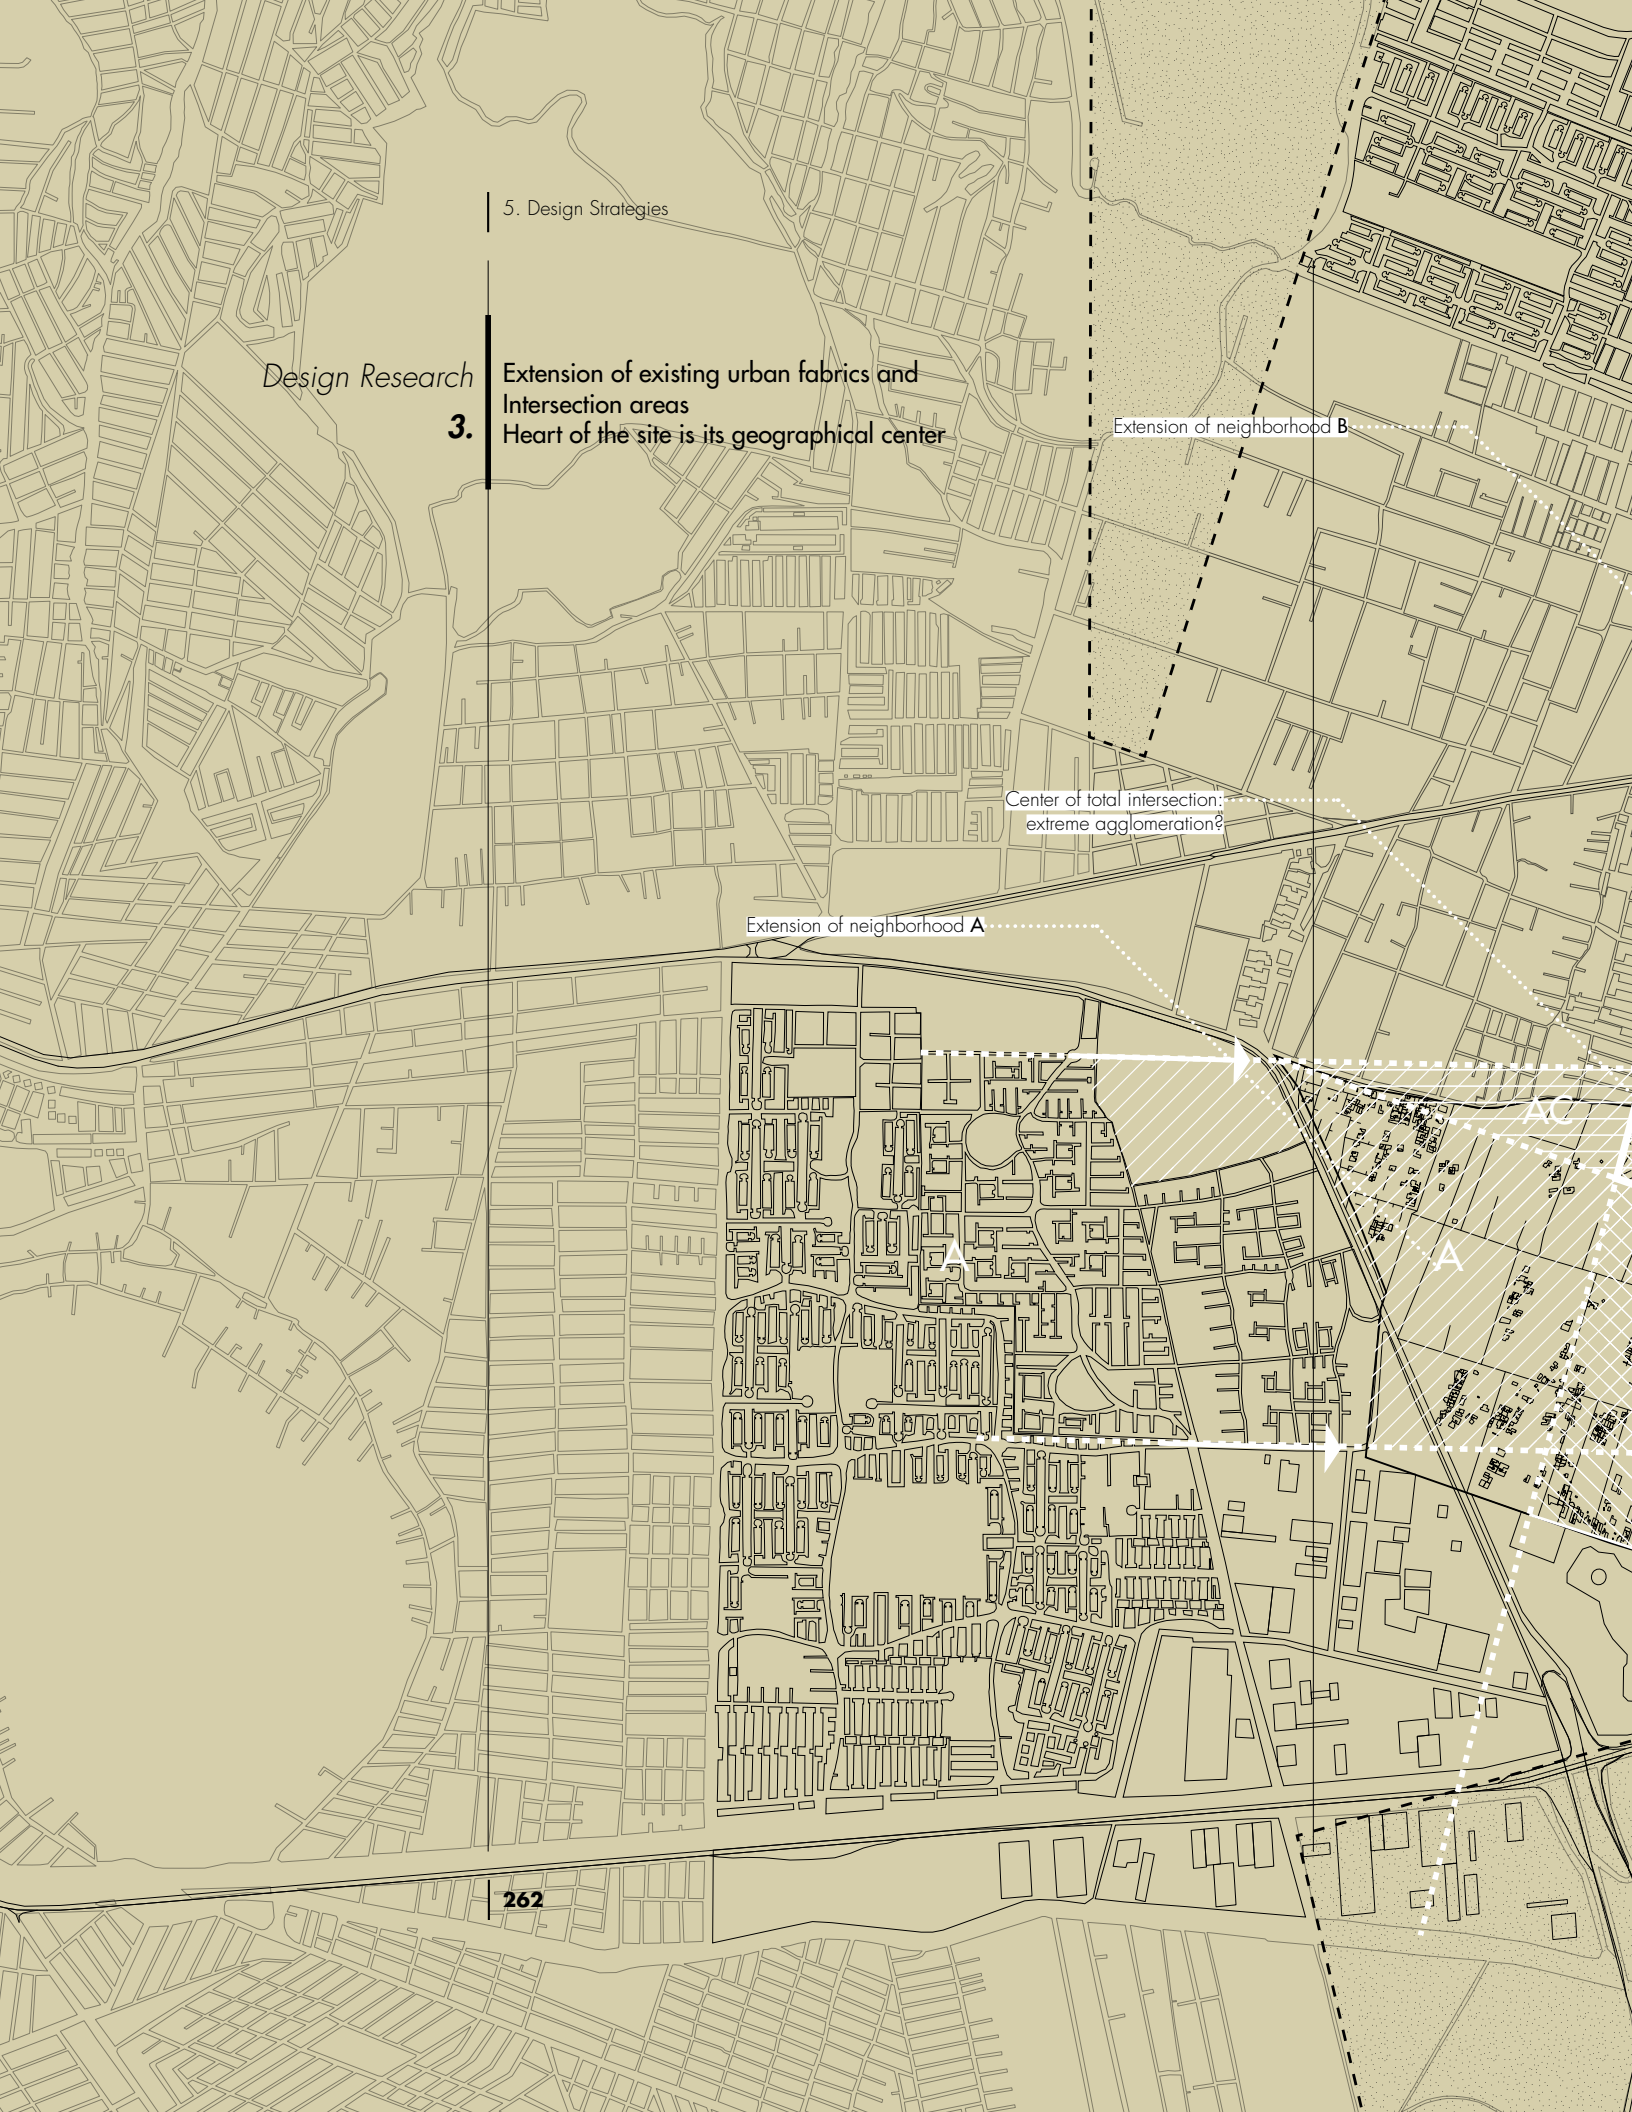 5. Design Strategies
Design Research
3.
Extension of existing urban fabrics and
Intersection areas
Heart of the site is its geographical center
Extension of neighborhood B
Center of total intersection:
extreme agglomeration?
Extension of neighborhood A
AC
A
A
262